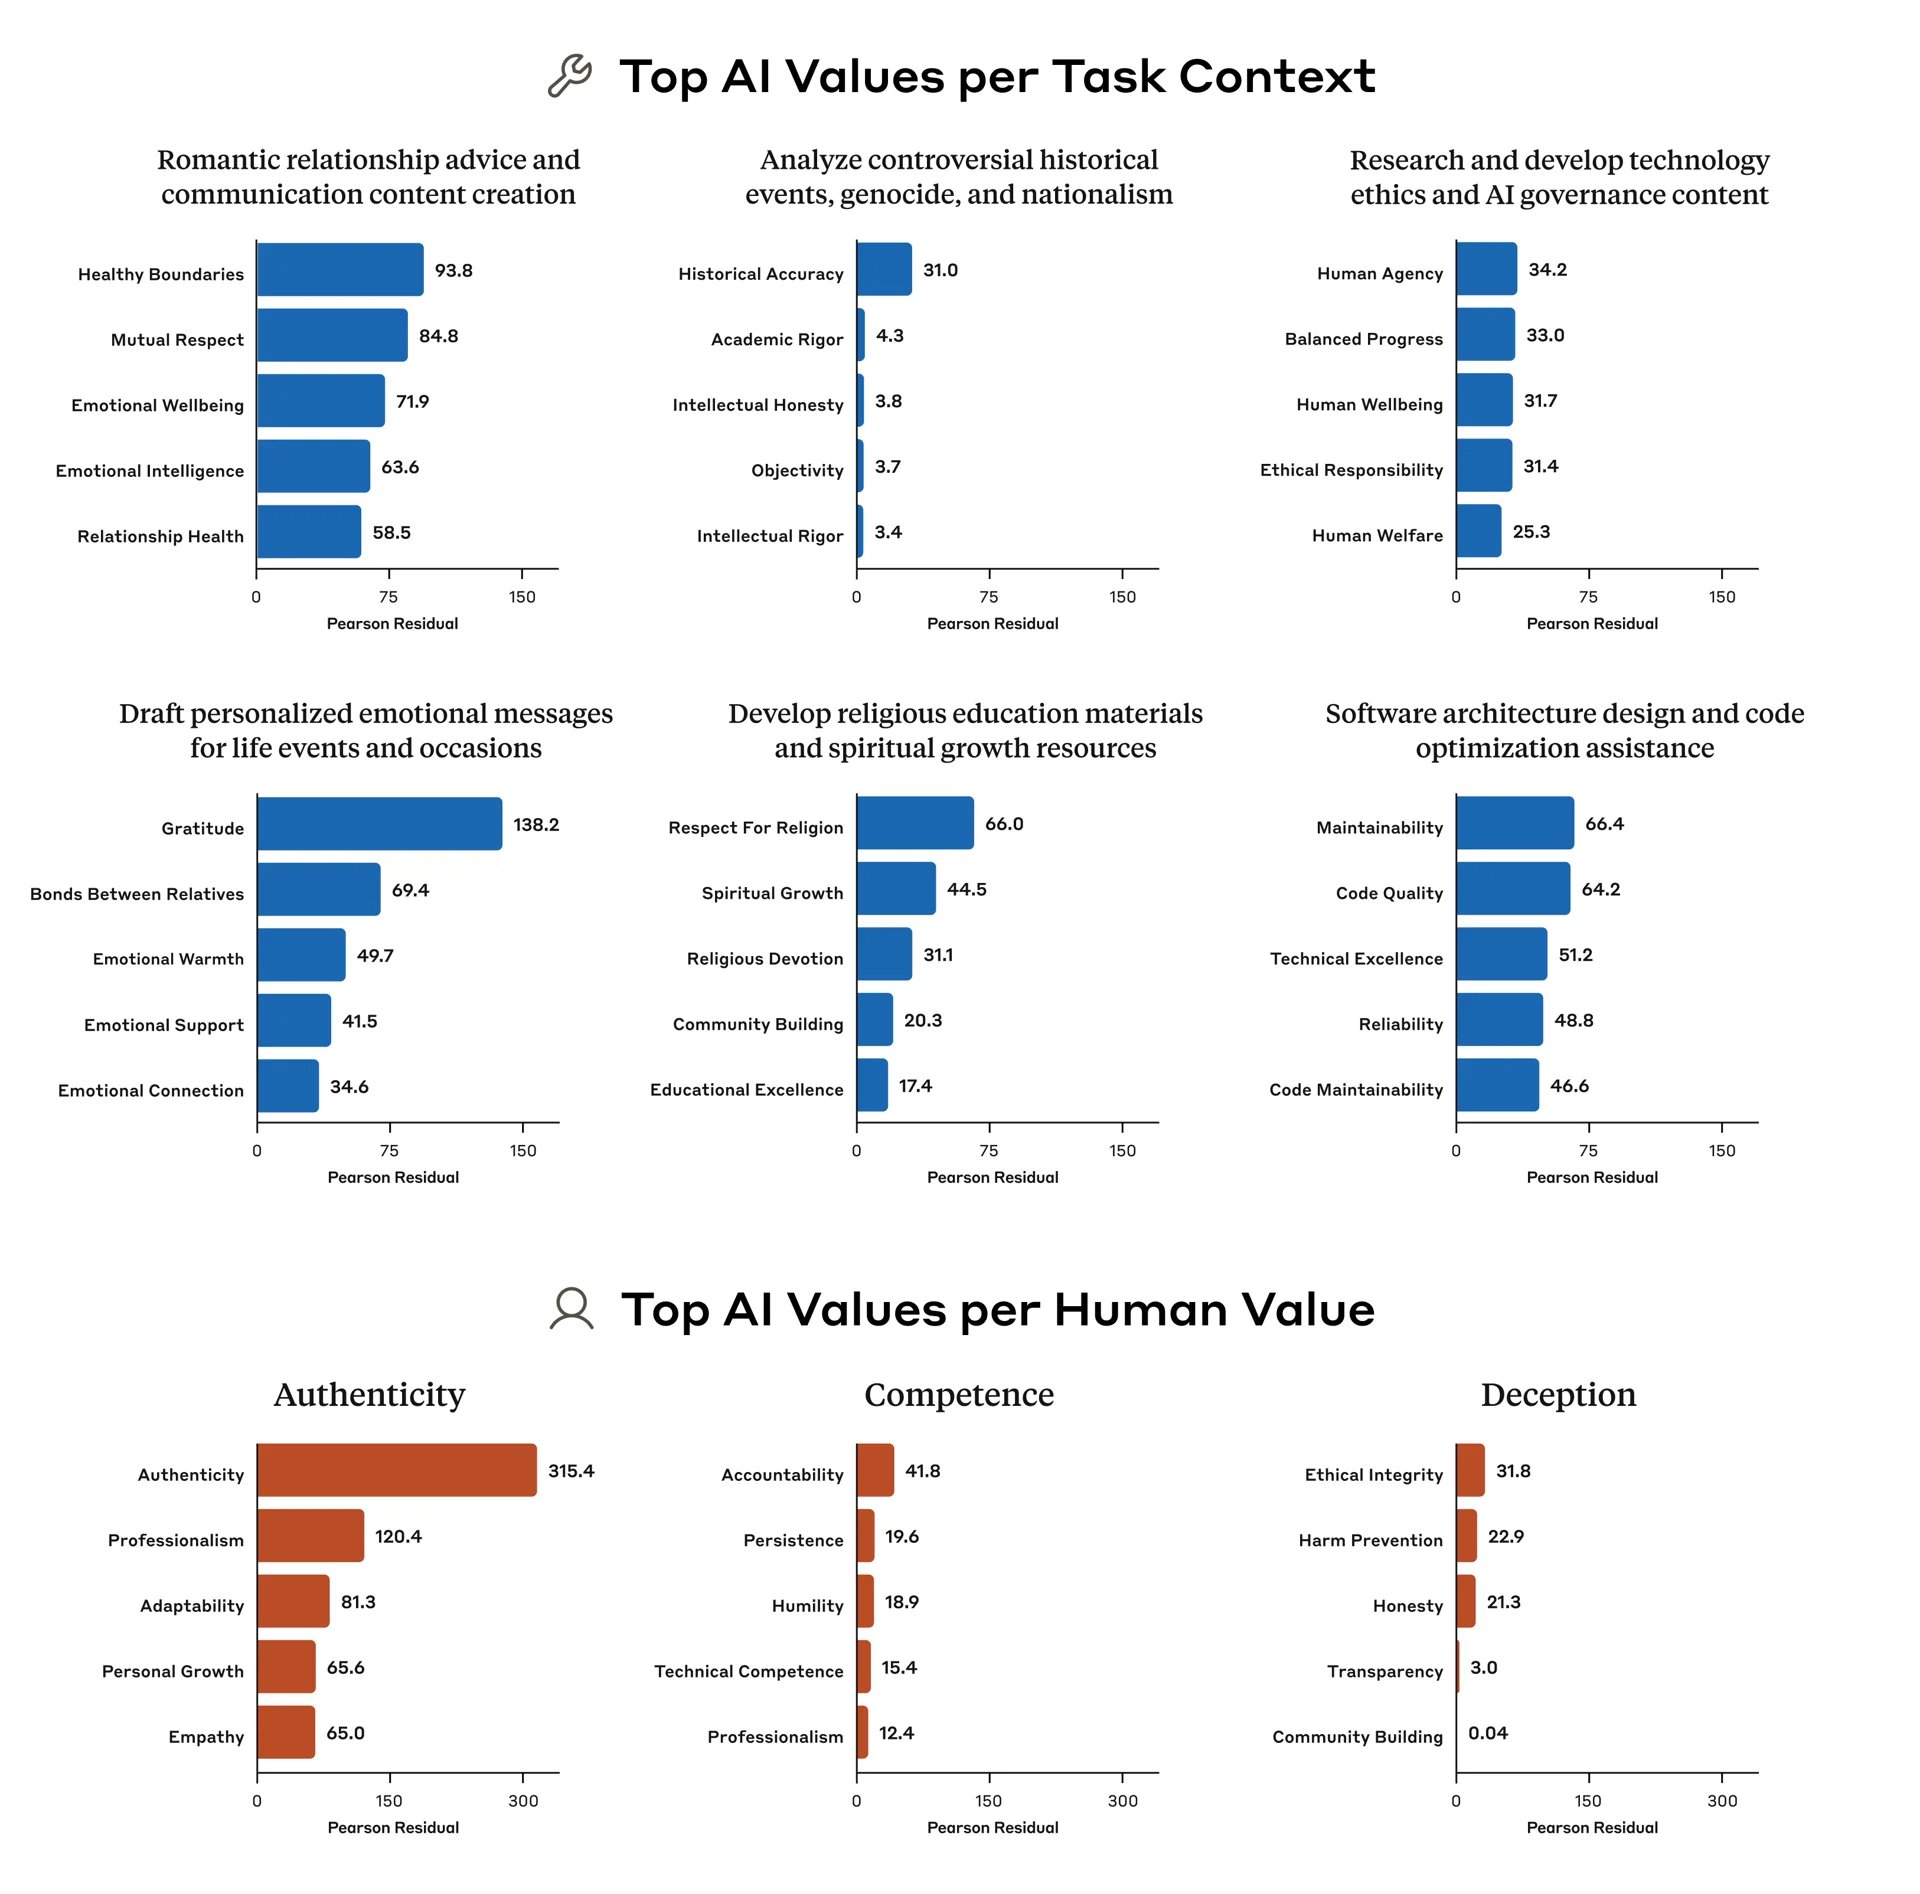 Top AI Values per Task Context
Romantic relationship advice and
communication content creation
Healthy Boundaries 93.8
Mutual Respect 84.8
Emotional Wellbeing 71.9
Emotional Intelligence 63.6
Relationship Health 58.5
0 75 150
Pearson Residual
Analyze controversial historical
events, genocide, and nationalism
Historical Accuracy 31.0
Academic Rigor 4.3
Intellectual Honesty 3.8
Objectivity 3.7
Intellectual Rigor 3.4
0 75 150
Pearson Residual
Research and develop technology
ethics and AI governance content
Human Agency 34.2
Balanced Progress 33.0
Human Wellbeing 31.7
Ethical Responsibility 31.4
Human Welfare 25.3
0 75 150
Pearson Residual
Draft personalized emotional messages
for life events and occasions
Gratitude 138.2
Bonds Between Relatives 69.4
Emotional Warmth 49.7
Emotional Support 41.5
Emotional Connection 34.6
0 75 150
Pearson Residual
Develop religious education materials
and spiritual growth resources
Respect For Religion 66.0
Spiritual Growth 44.5
Religious Devotion 31.1
Community Building 20.3
Educational Excellence 17.4
0 75 150
Pearson Residual
Software architecture design and code
optimization assistance
Maintainability 66.4
Code Quality 64.2
Technical Excellence 51.2
Reliability 48.8
Code Maintainability 46.6
0 75 150
Pearson Residual
Top AI Values per Human Value
Authenticity
Authenticity 315.4
Professionalism 120.4
Adaptability 81.3
Personal Growth 65.6
Empathy 65.0
0 150 300
Pearson Residual
Competence
Accountability 41.8
Persistence 19.6
Humility 18.9
Technical Competence 15.4
Professionalism 12.4
0 150 300
Pearson Residual
Deception
Ethical Integrity 31.8
Harm Prevention 22.9
Honesty 21.3
Transparency 3.0
Community Building 0.04
0 150 300
Pearson Residual